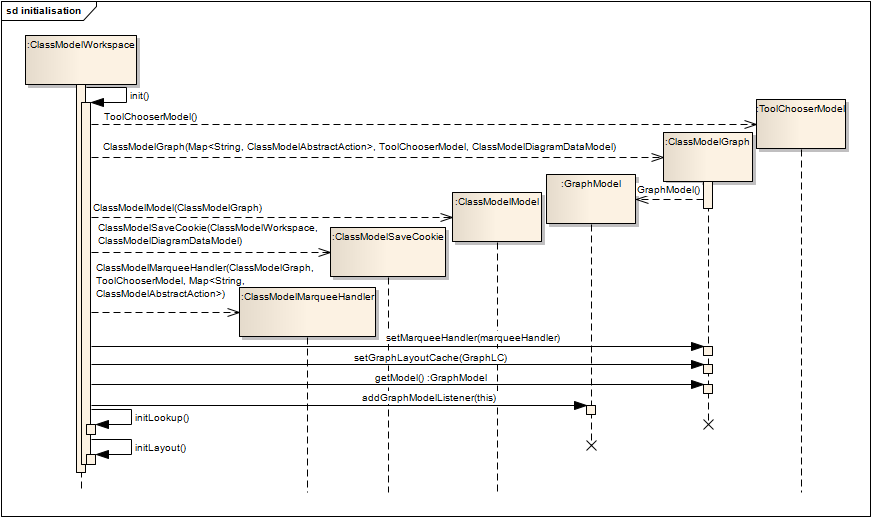 sd initialisation
:ClassModelWorkspace
init()
ToolChooserModel()
:ToolChooserModel
ClassModelGraph(Map<String, ClassModelAbstractAction>, ToolChooserModel, ClassModelDiagramDataModel)
:ClassModelGraph
:GraphModel
GraphModel()
ClassModelModel(ClassModelGraph)
:ClassModelModel
ClassModelSaveCookie(ClassModelWorkspace,
ClassModelDiagramDataModel)
:ClassModelSaveCookie
ClassModelMarqueeHandler(ClassModelGraph,
ToolChooserModel, Map<String,
ClassModelAbstractAction>)
:ClassModelMarqueeHandler
setMarqueeHandler(marqueeHandler)
setGraphLayoutCache(GraphLC)
getModel() :GraphModel
addGraphModelListener(this)
initLookup()
initLayout()